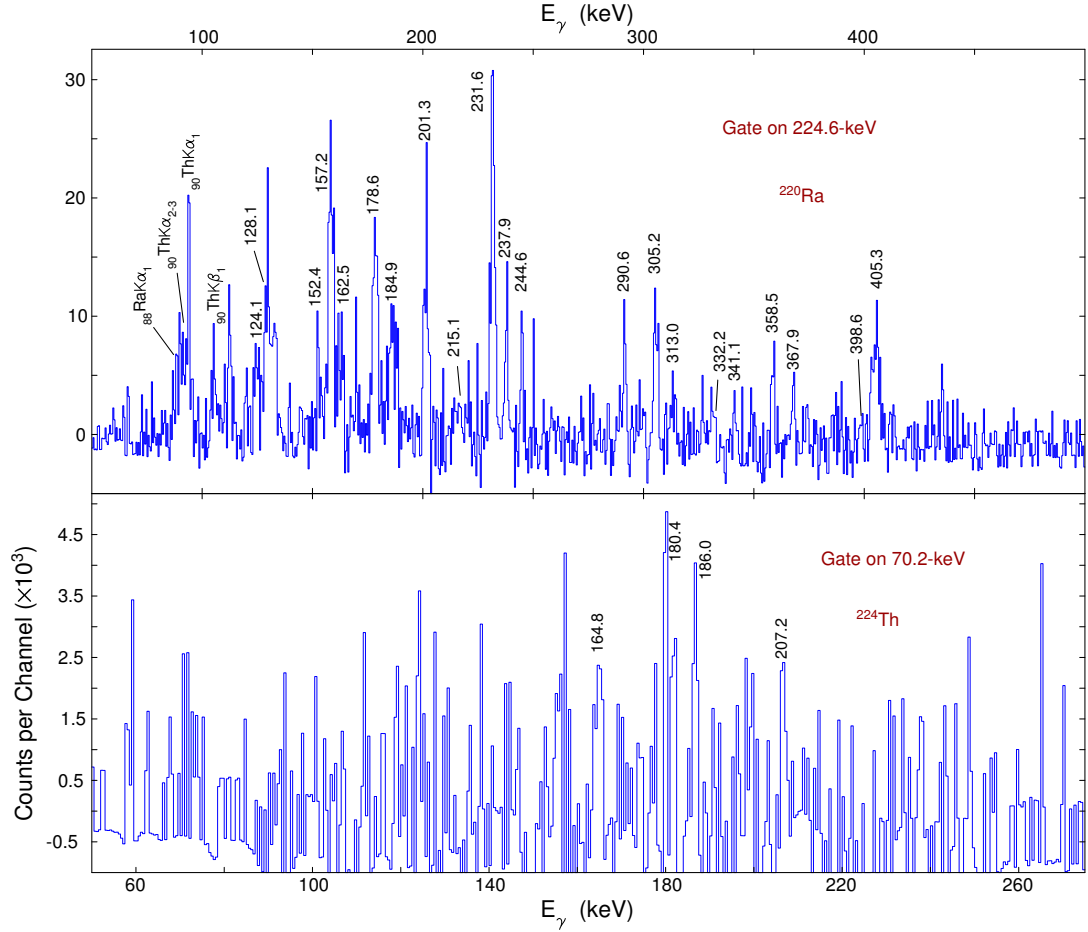 E_γ (keV)
100 200 300 400
30
20
10
0
₈₈RaKα₁
₉₀ThKα₂₋₃
₉₀ThKα₁
₉₀ThKβ₁
124.1
128.1
152.4
157.2
162.5
178.6
184.9
201.3
215.1
231.6
237.9
244.6
290.6
305.2
313.0
332.2
341.1
358.5
367.9
398.6
405.3
Gate on 224.6-keV
²²⁰Ra
Counts per Channel (×10³)
4.5
3.5
2.5
1.5
0.5
-0.5
164.8
180.4
186.0
207.2
Gate on 70.2-keV
²²⁴Th
60 100 140 180 220 260
E_γ (keV)